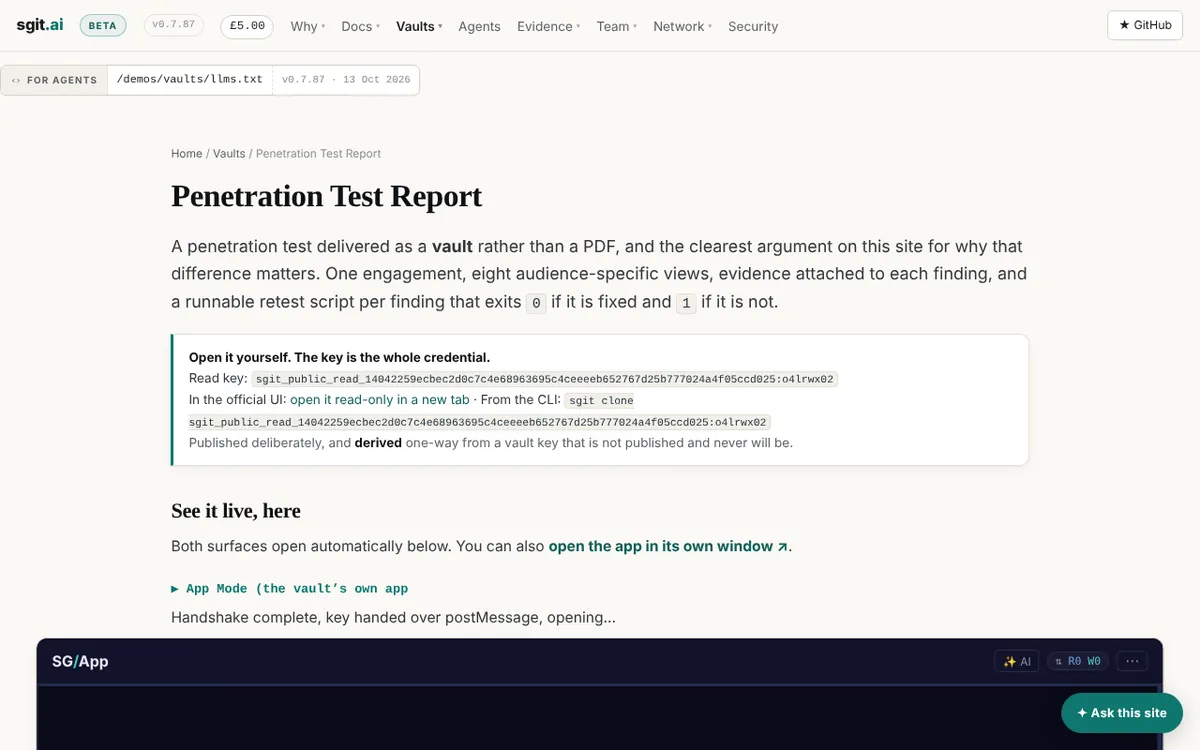 sgit.ai BETA v0.7.87 £5.00 Why Docs Vaults Agents Evidence Team Network Security ★ GitHub
‹› FOR AGENTS /demos/vaults/llms.txt v0.7.87 · 13 Oct 2026
Home / Vaults / Penetration Test Report
Penetration Test Report
A penetration test delivered as a vault rather than a PDF, and the clearest argument on this site for why that
difference matters. One engagement, eight audience-specific views, evidence attached to each finding, and
a runnable retest script per finding that exits 0 if it is fixed and 1 if it is not.
Open it yourself. The key is the whole credential.
Read key: sgit_public_read_14042259ecbec2d0c7c4e68963695c4ceeeeb652767d25b777024a4f05ccd025:o4lrwx02
In the official UI: open it read-only in a new tab · From the CLI: sgit clone
sgit_public_read_14042259ecbec2d0c7c4e68963695c4ceeeeb652767d25b777024a4f05ccd025:o4lrwx02
Published deliberately, and derived one-way from a vault key that is not published and never will be.
See it live, here
Both surfaces open automatically below. You can also open the app in its own window ↗.
▶ App Mode (the vault’s own app
Handshake complete, key handed over postMessage, opening…
SG/App ✨ AI ⇅ R0 W0 ···
✦ Ask this site